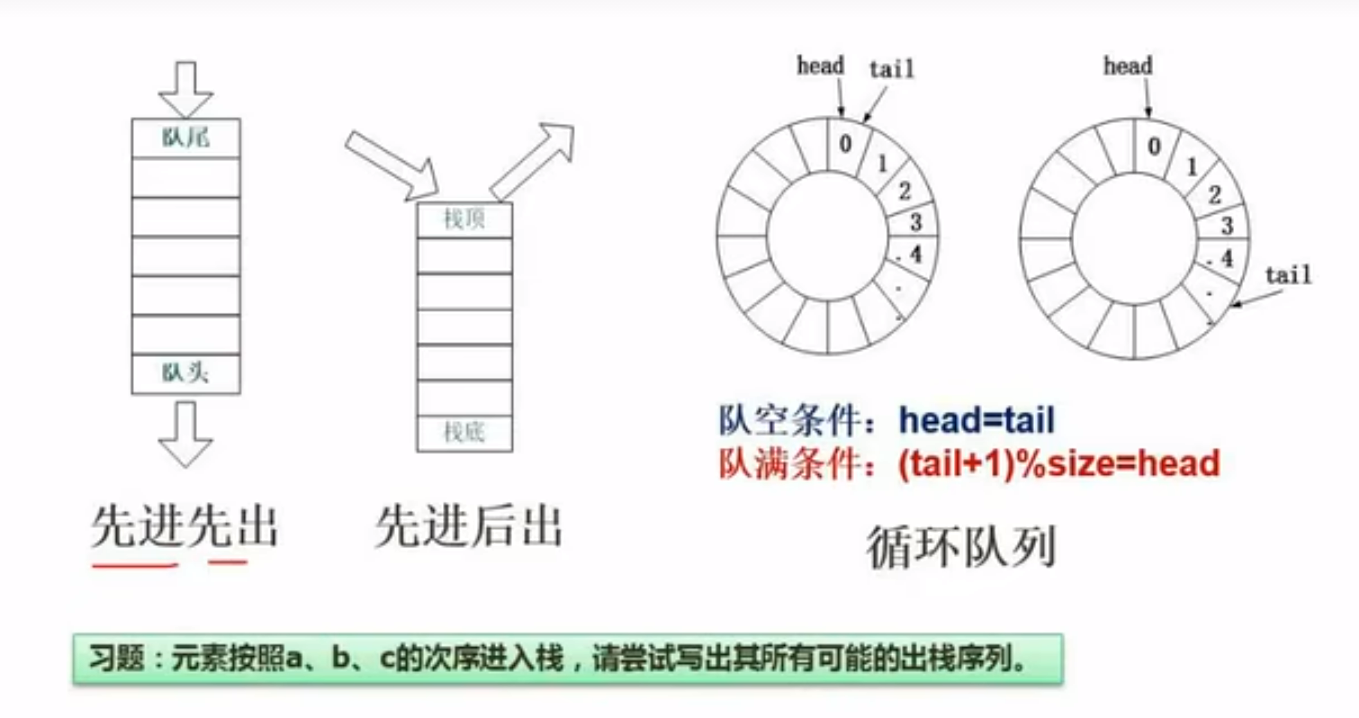 队尾
队头
先进先出
栈顶
栈底
先进后出
head
tail
0
1
2
3
. 4
.
.
head
0
1
2
3
. 4
.
.
tail
队空条件：head=tail
队满条件：(tail+1)%size=head
循环队列
习题：元素按照a、b、c的次序进入栈，请尝试写出其所有可能的出栈序列。